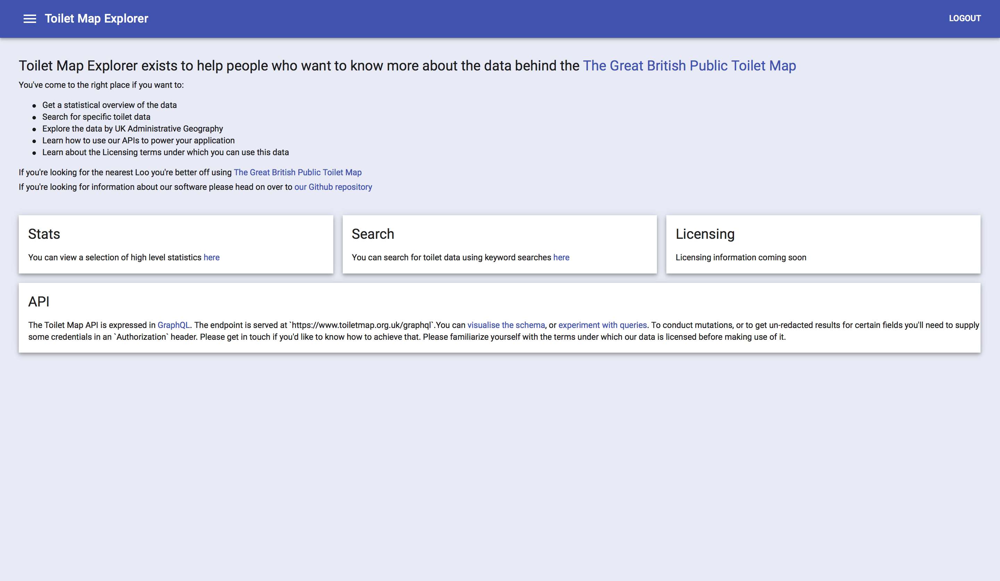 Toilet Map Explorer
LOGOUT
Toilet Map Explorer exists to help people who want to know more about the data behind the The Great British Public Toilet Map
You've come to the right place if you want to:
Get a statistical overview of the data
Search for specific toilet data
Explore the data by UK Administrative Geography
Learn how to use our APIs to power your application
Learn about the Licensing terms under which you can use this data
If you're looking for the nearest Loo you're better off using The Great British Public Toilet Map
If you're looking for information about our software please head on over to our Github repository
Stats
You can view a selection of high level statistics here
Search
You can search for toilet data using keyword searches here
Licensing
Licensing information coming soon
API
The Toilet Map API is expressed in GraphQL. The endpoint is served at `https://www.toiletmap.org.uk/graphql`.You can visualise the schema, or experiment with queries. To conduct mutations, or to get un-redacted results for certain fields you'll need to supply
some credentials in an `Authorization` header. Please get in touch if you'd like to know how to achieve that. Please familiarize yourself with the terms under which our data is licensed before making use of it.